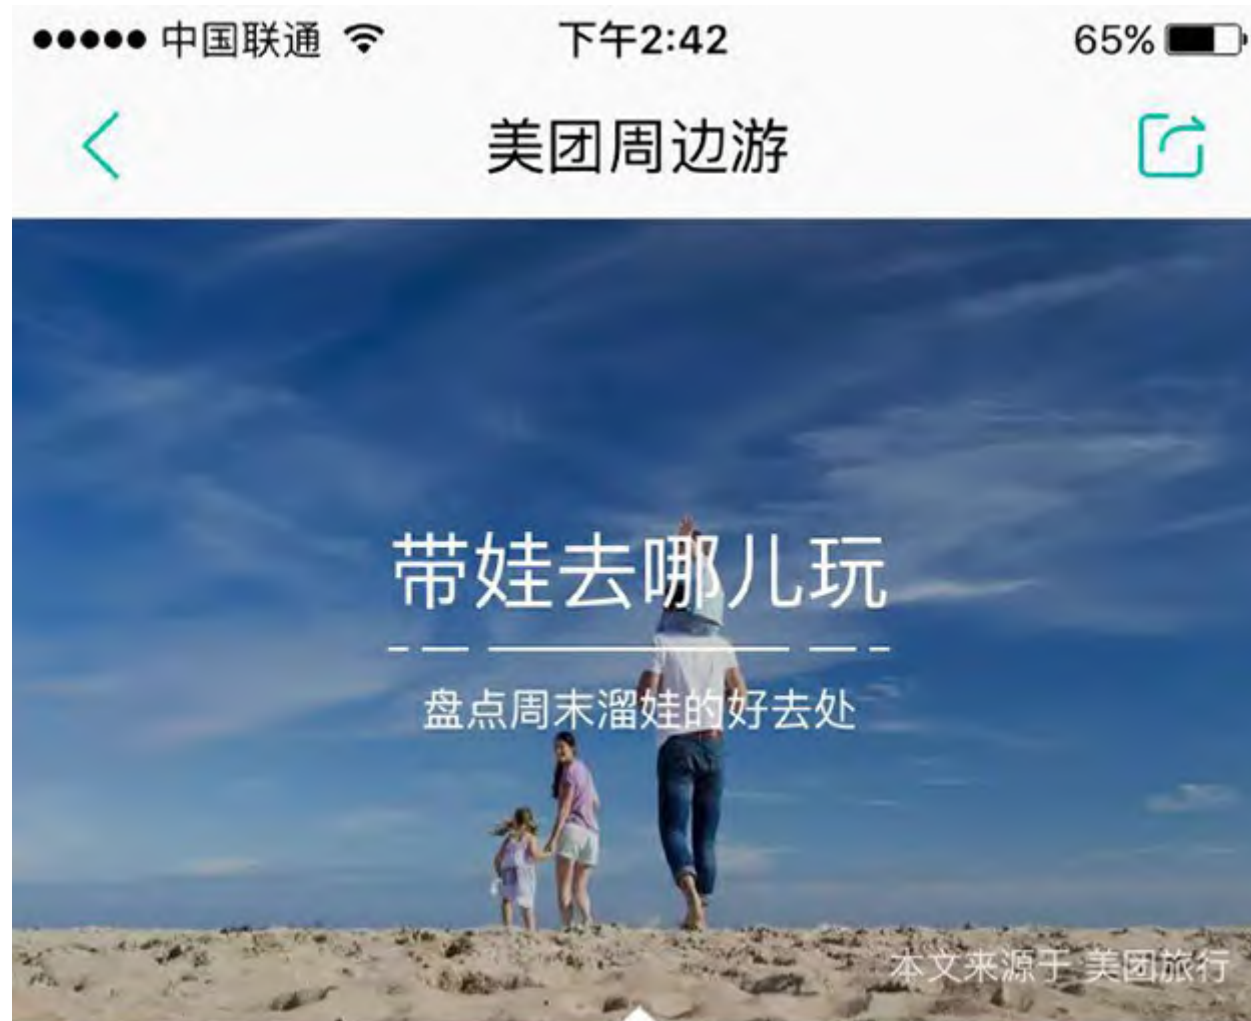 中国联通 下午2:42 65%
美团周边游
带娃去哪儿玩
盘点周末溜娃的好去处
本文来源于 美团旅行